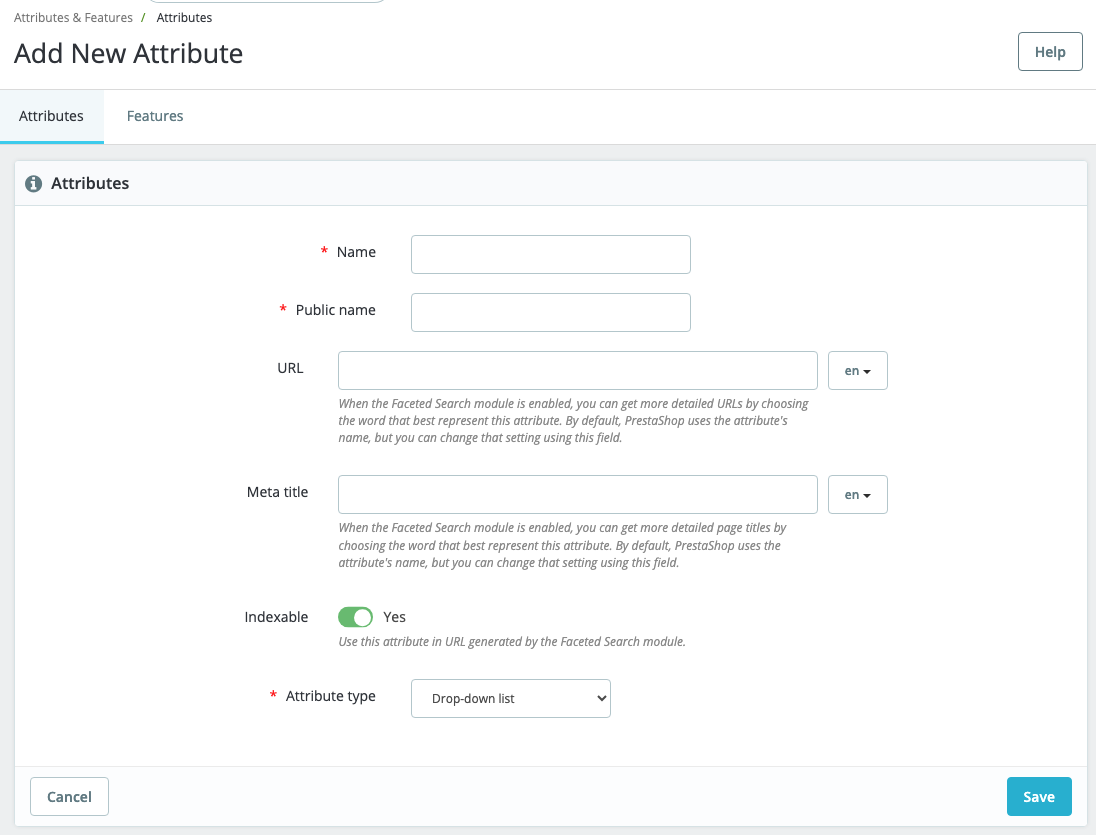 Attributes & Features / Attributes
Add New Attribute
Help
Attributes
Features
Attributes
* Name
* Public name
URL
en
When the Faceted Search module is enabled, you can get more detailed URLs by choosing
the word that best represent this attribute. By default, PrestaShop uses the attribute's
name, but you can change that setting using this field.
Meta title
en
When the Faceted Search module is enabled, you can get more detailed page titles by
choosing the word that best represent this attribute. By default, PrestaShop uses the
attribute's name, but you can change that setting using this field.
Indexable
Yes
Use this attribute in URL generated by the Faceted Search module.
* Attribute type
Drop-down list
Cancel
Save